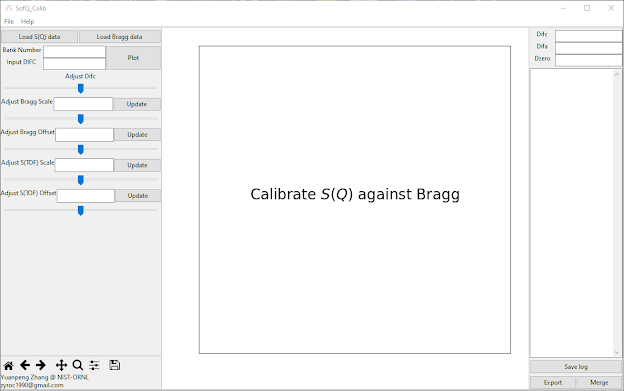 SofQ_Calib
File Help
Load S(Q) data Load Bragg data
Bank Number
Input DIFC
Plot
Adjust Difc
Adjust Bragg Scale Update
Adjust Bragg Offset Update
Adjust S(TOF) Scale Update
Adjust S(TOF) Offset Update
Yuanpeng Zhang @ NIST-ORNL
zyroc1990@gmail.com
Calibrate S(Q) against Bragg
Difc
Difa
Dzero
Save log
Export Merge